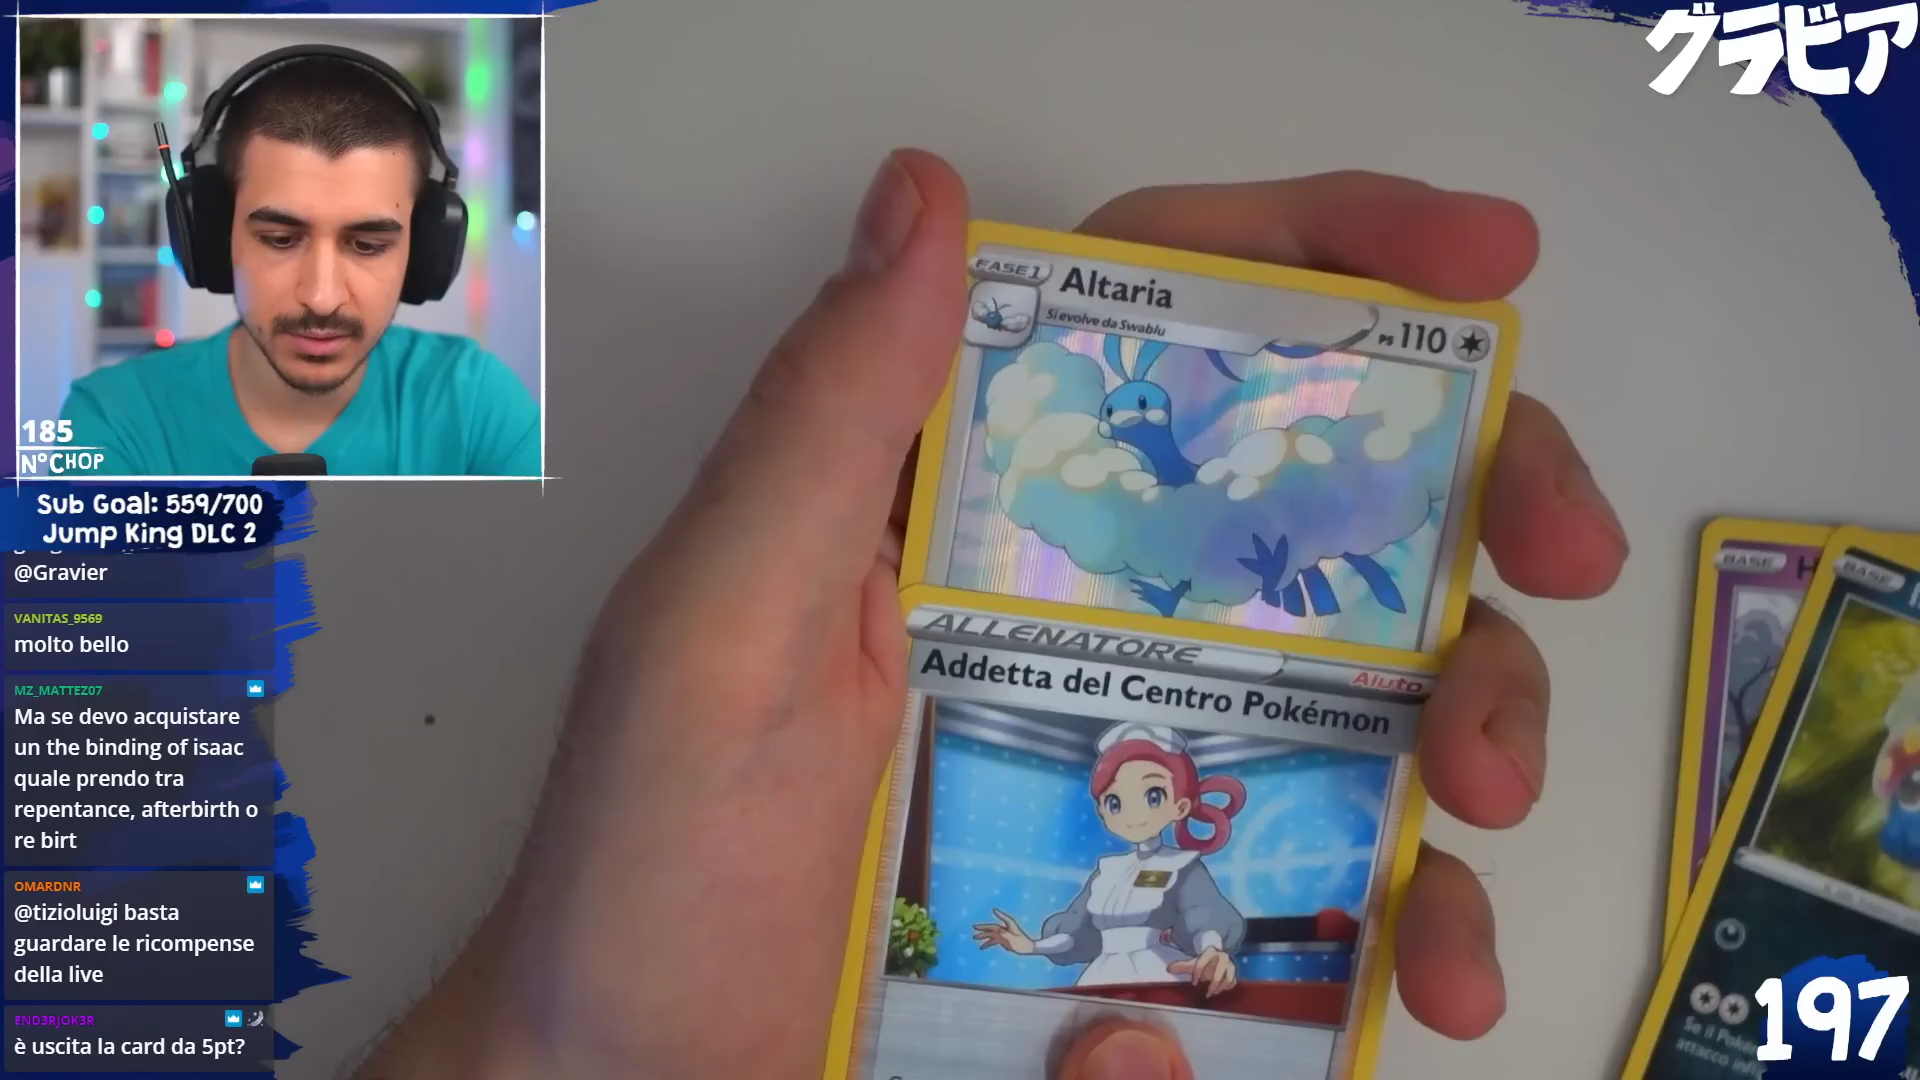 グラビア
185
N°CHOP
Sub Goal: 559/700
Jump King DLC 2
@Gravier
VANITAS_9569
molto bello
MZ_MATTEZ07
Ma se devo acquistare
un the binding of isaac
quale prendo tra
repentance, afterbirth o
re birt
OMARDNR
@tizioluigi basta
guardare le ricompense
della live
END3RJOK3R
è uscita la card da 5pt?
FASE 1
Altaria
Si evolve da Swablu
PS 110
ALLENATORE
Aiuto
Addetta del Centro Pokémon
BASE
BASE
Se il
attacco
197